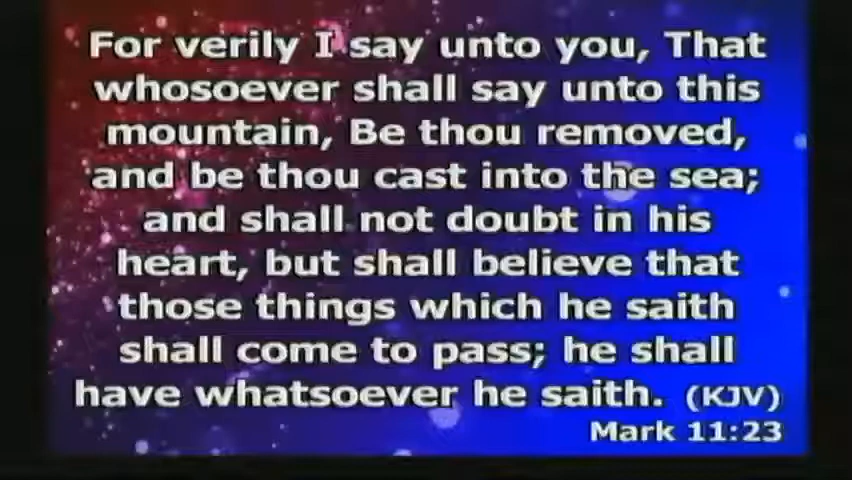 For verily I say unto you, That
whosoever shall say unto this
mountain, Be thou removed,
and be thou cast into the sea;
and shall not doubt in his
heart, but shall believe that
those things which he saith
shall come to pass; he shall
have whatsoever he saith. (KJV)
Mark 11:23